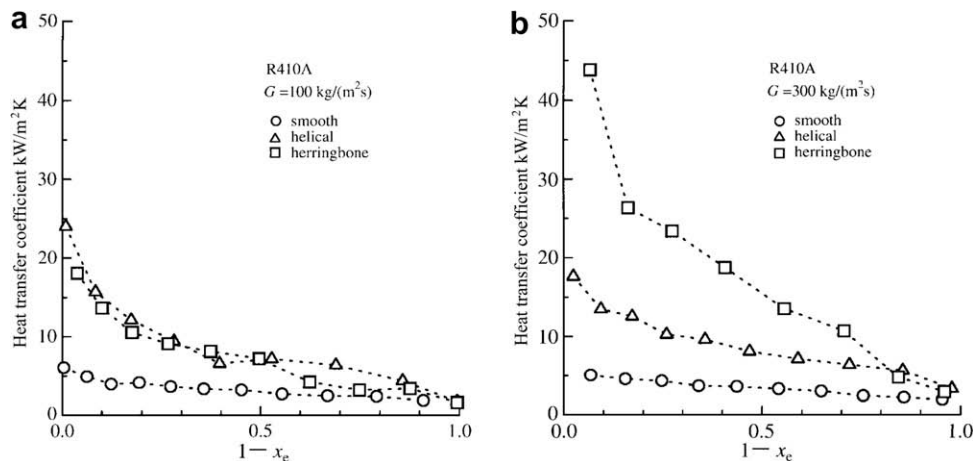 a
Heat transfer coefficient kW/m²K
50
40
30
20
10
0
0.0
0.5
1.0
1— xₑ
R410A
G =100 kg/(m²s)
smooth
helical
herringbone
b
Heat transfer coefficient kW/m²K
50
40
30
20
10
0
0.0
0.5
1.0
1— xₑ
R410A
G =300 kg/(m²s)
smooth
helical
herringbone